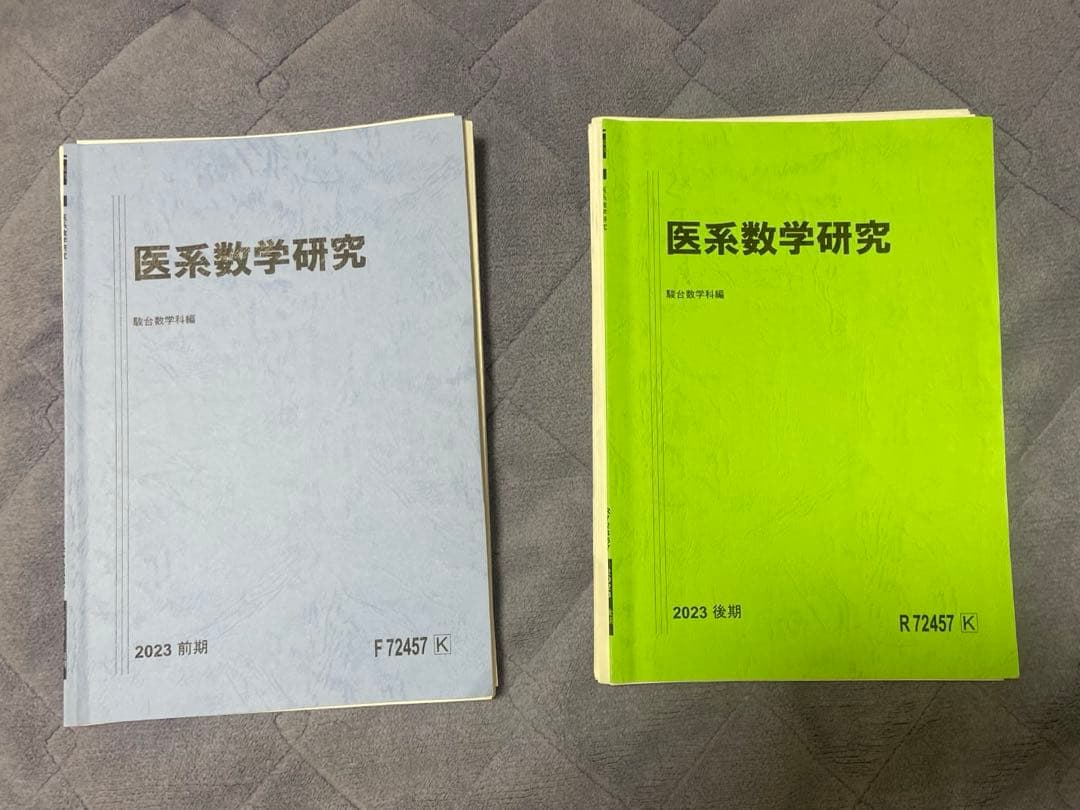 医系数学研究
駿台数学科編
2023 前期
F 72457 K
医系数学研究
駿台数学科編
2023 後期
R 72457 K